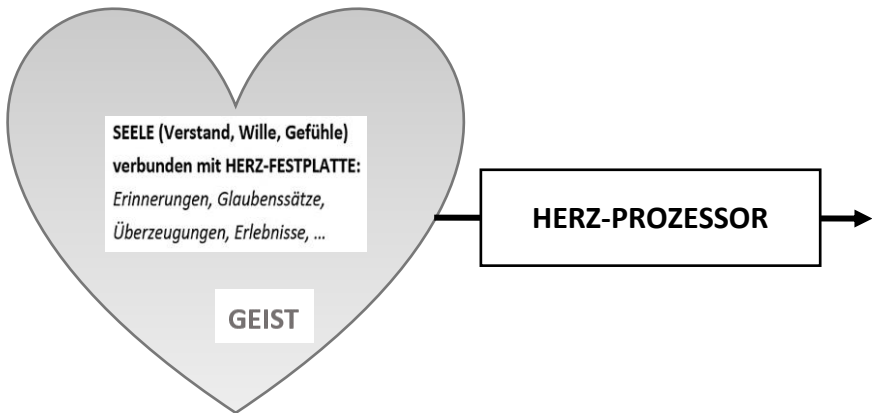 SEELE (Verstand, Wille, Gefühle)
verbunden mit HERZ-FESTPLATTE:
Erinnerungen, Glaubenssätze,
Überzeugungen, Erlebnisse, ...
GEIST
HERZ-PROZESSOR